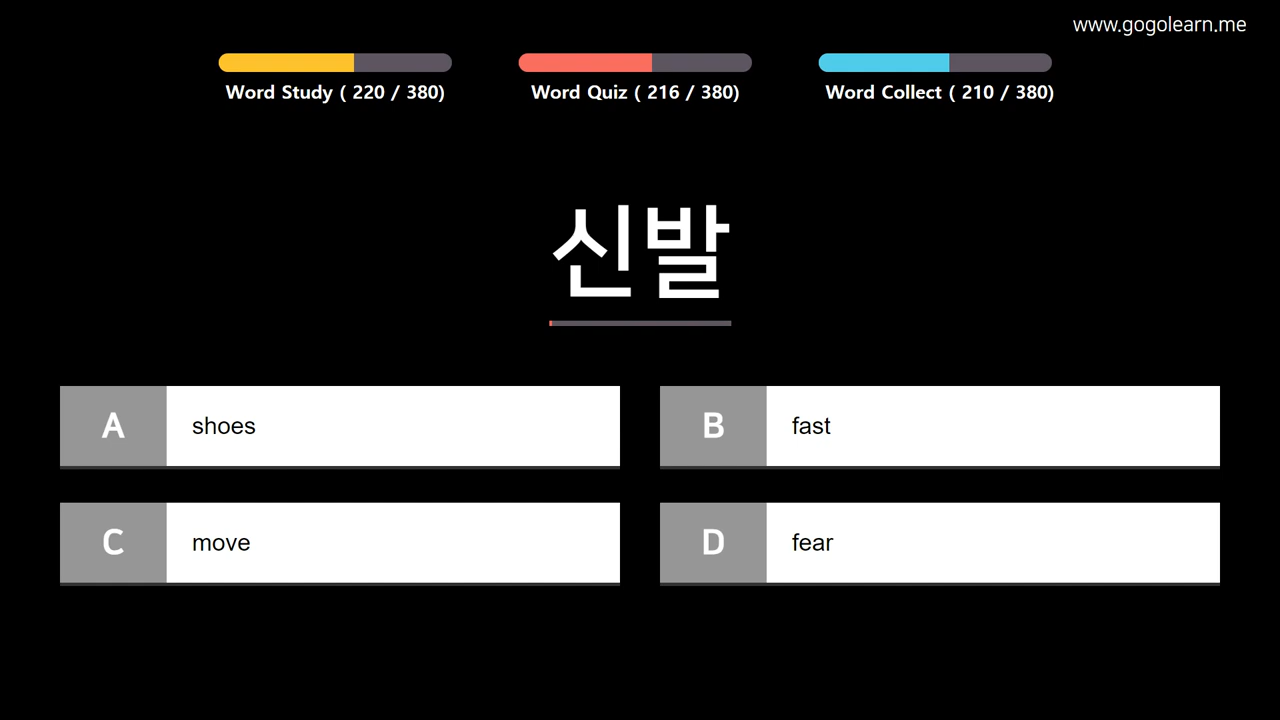 www.gogolearn.me
Word Study ( 220 / 380)
Word Quiz ( 216 / 380)
Word Collect ( 210 / 380)
신발
A shoes
B fast
C move
D fear